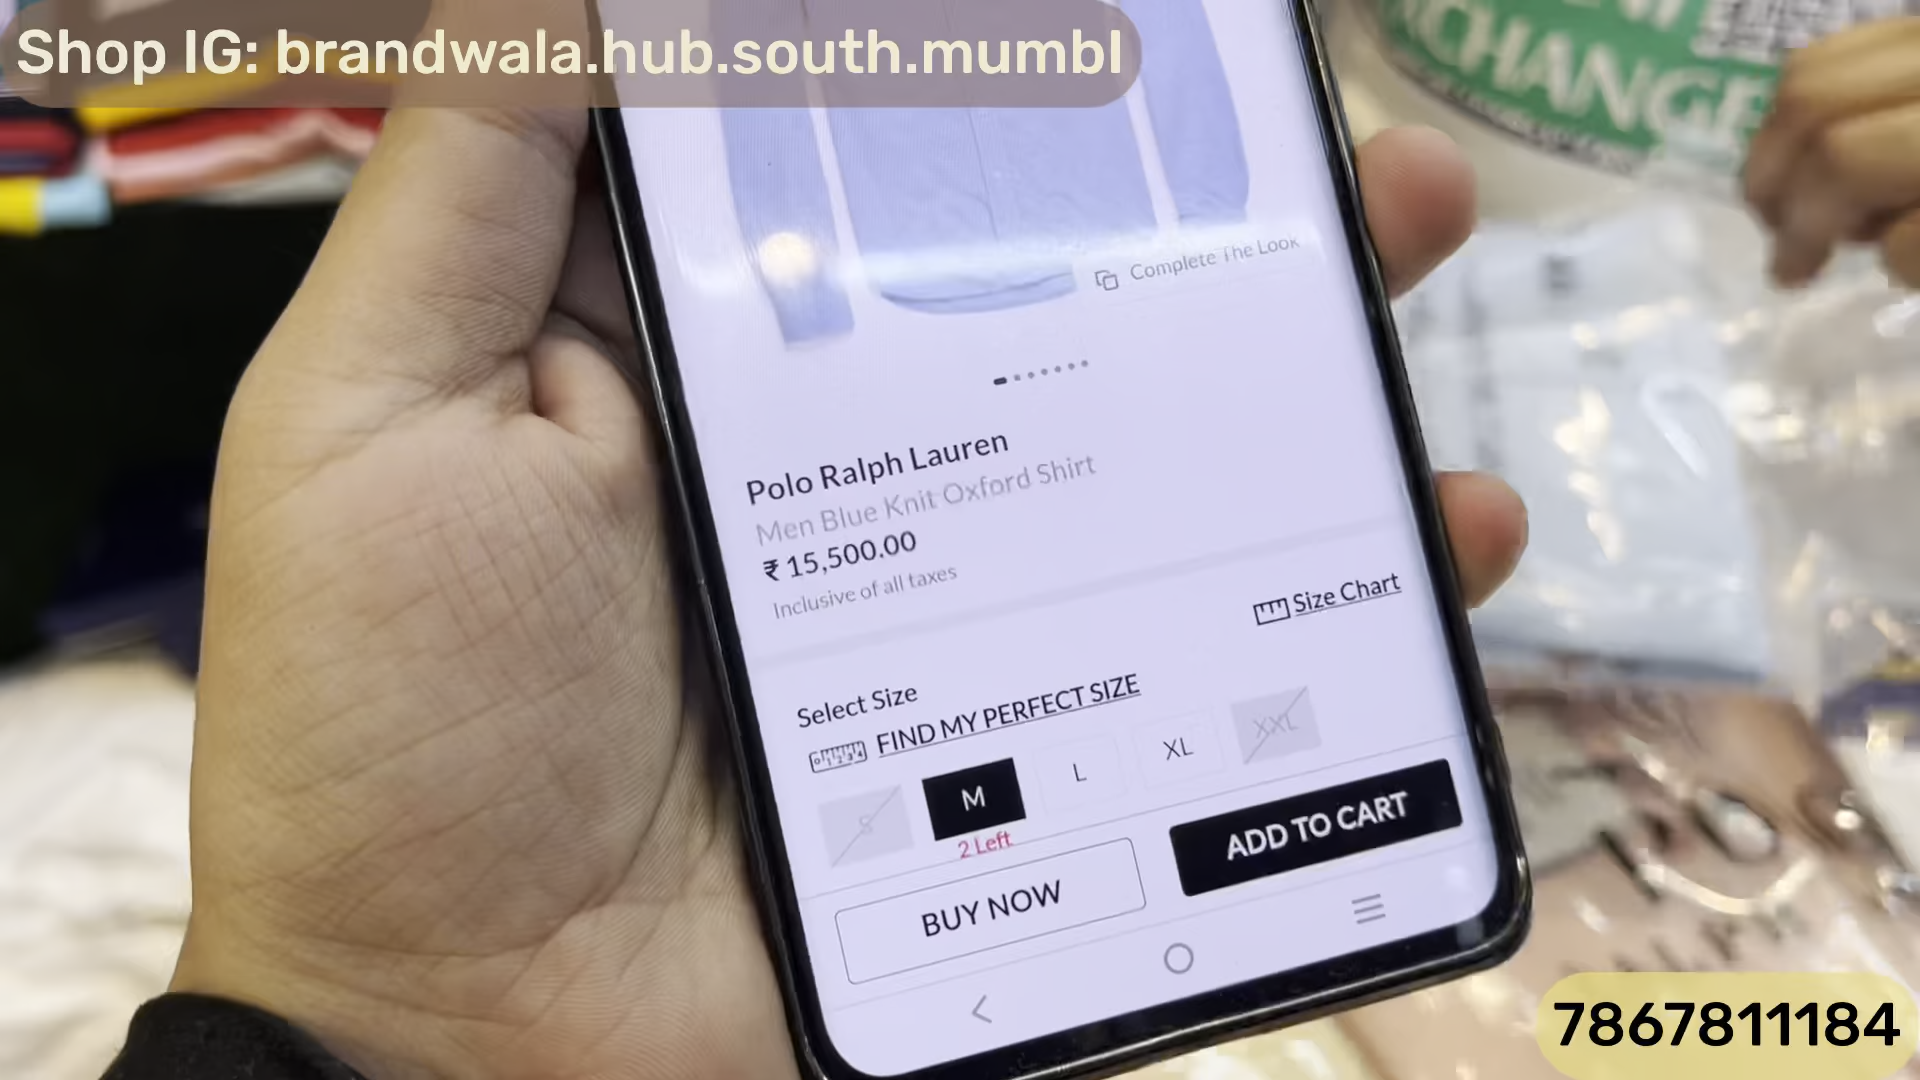 Shop IG: brandwala.hub.south.mumbI
CHANGE
Complete The Look
Polo Ralph Lauren
Men Blue Knit Oxford Shirt
₹ 15,500.00
Inclusive of all taxes
Size Chart
Select Size
FIND MY PERFECT SIZE
S
M
L
XL
XXL
2 Left
BUY NOW
ADD TO CART
7867811184